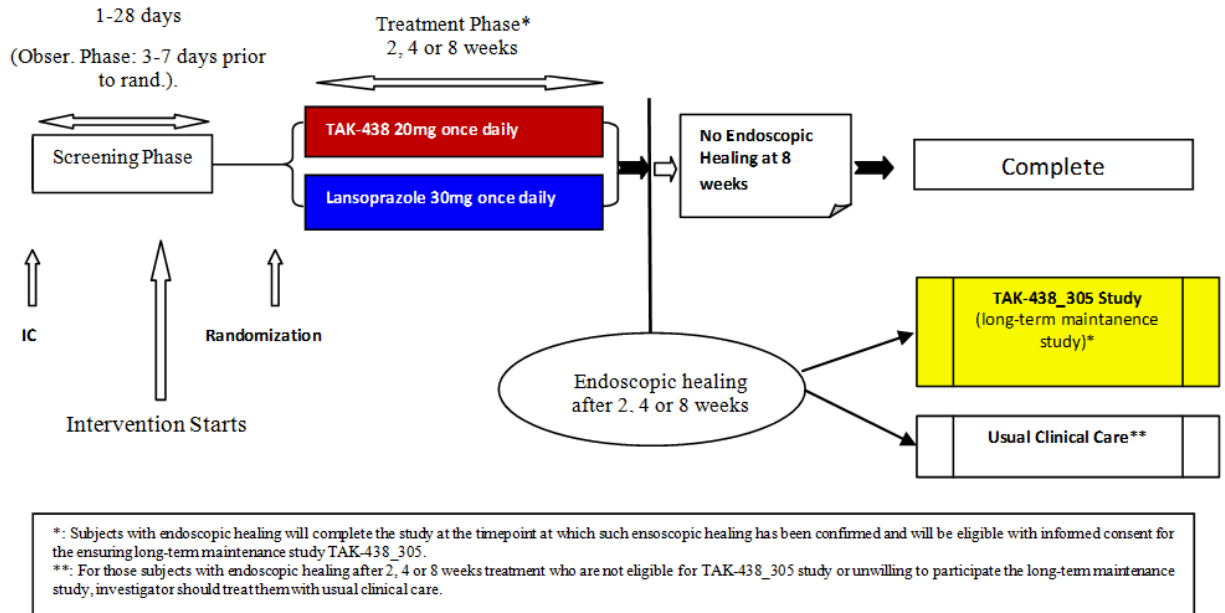 1-28 days
(Obser. Phase: 3-7 days prior
to rand.).
Treatment Phase*
2, 4 or 8 weeks
Screening Phase
TAK-438 20mg once daily
Lansoprazole 30mg once daily
No Endoscopic
Healing at 8
weeks
Complete
IC
Randomization
Intervention Starts
Endoscopic healing
after 2, 4 or 8 weeks
TAK-438_305 Study
(long-term maintanence
study)*
Usual Clinical Care**
*: Subjects with endoscopic healing will complete the study at the timepoint at which such ensoscopic healing has been confirmed and will be eligible with informed consent for
the ensuring long-term maintenance study TAK-438_305.
**: For those subjects with endoscopic healing after 2, 4 or 8 weeks treatment who are not eligible for TAK-438_305 study or unwilling to participate the long-term maintenance
study, investigator should treat them with usual clinical care.